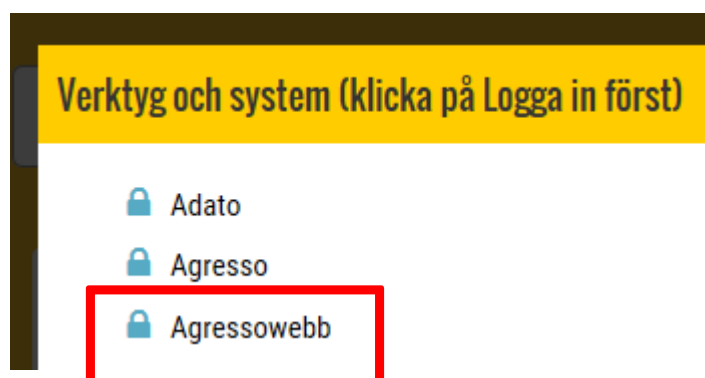 Verktyg och system (klicka på Logga in först)
Adato
Agresso
Agressowebb